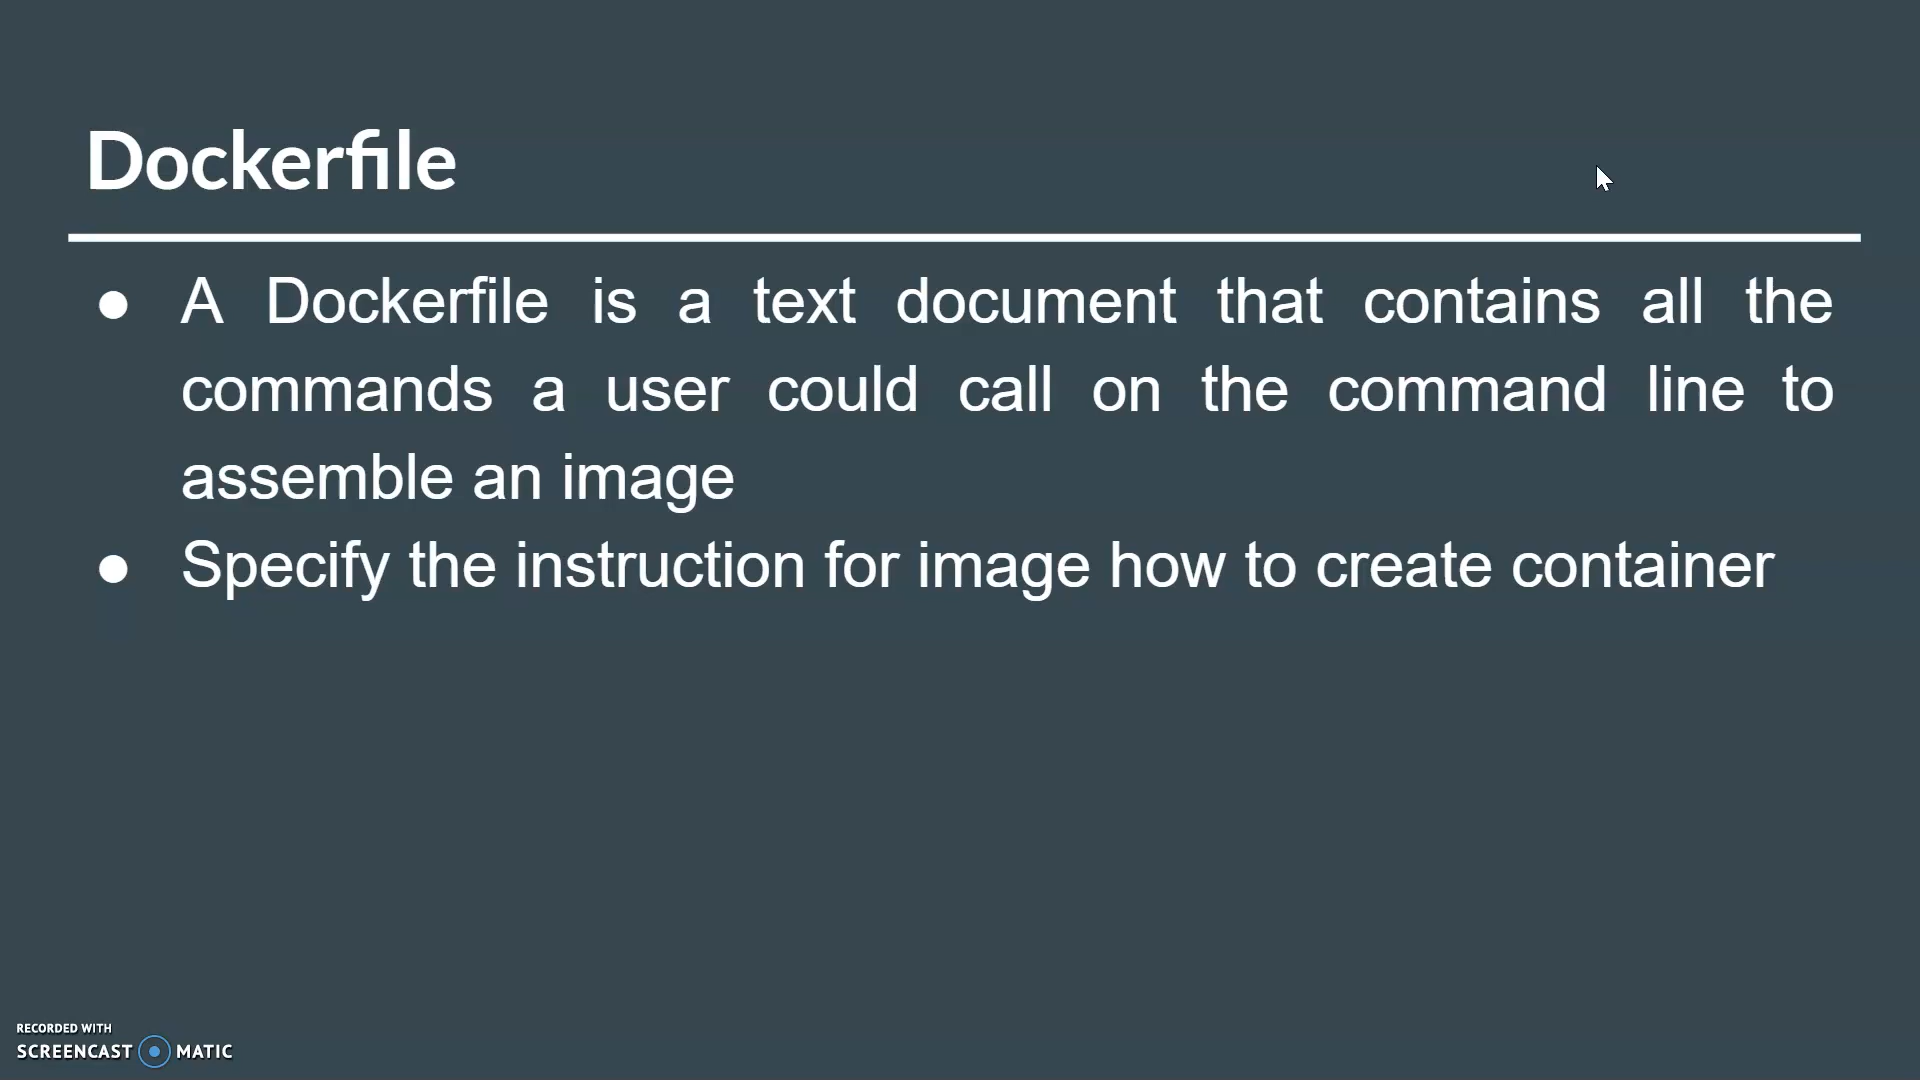 Dockerfile
● A Dockerfile is a text document that contains all the
commands a user could call on the command line to
assemble an image
● Specify the instruction for image how to create container
RECORDED WITH
SCREENCAST MATIC